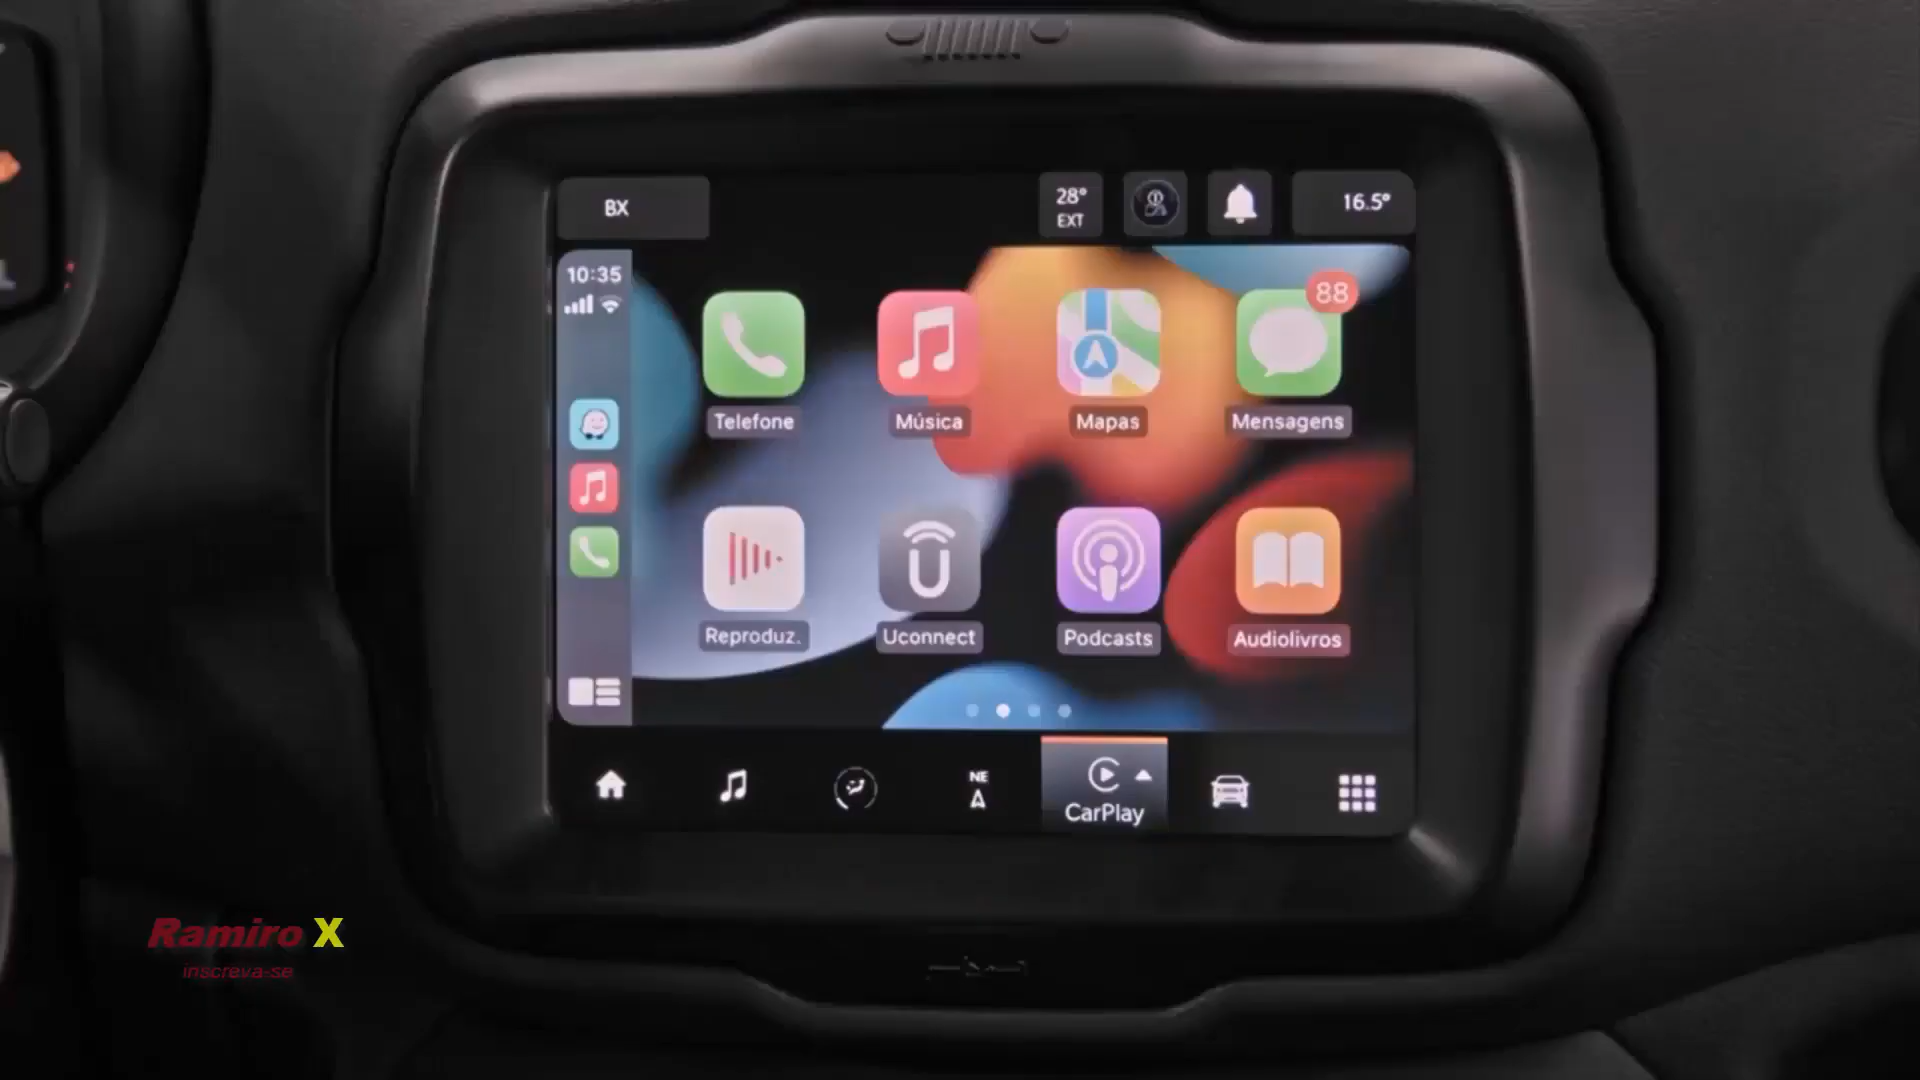 BX
28°
EXT
16.5°
10:35
88
Telefone
Música
Mapas
Mensagens
Reproduz.
Uconnect
Podcasts
Audiolivros
NE
CarPlay
Ramiro X
inscreva-se